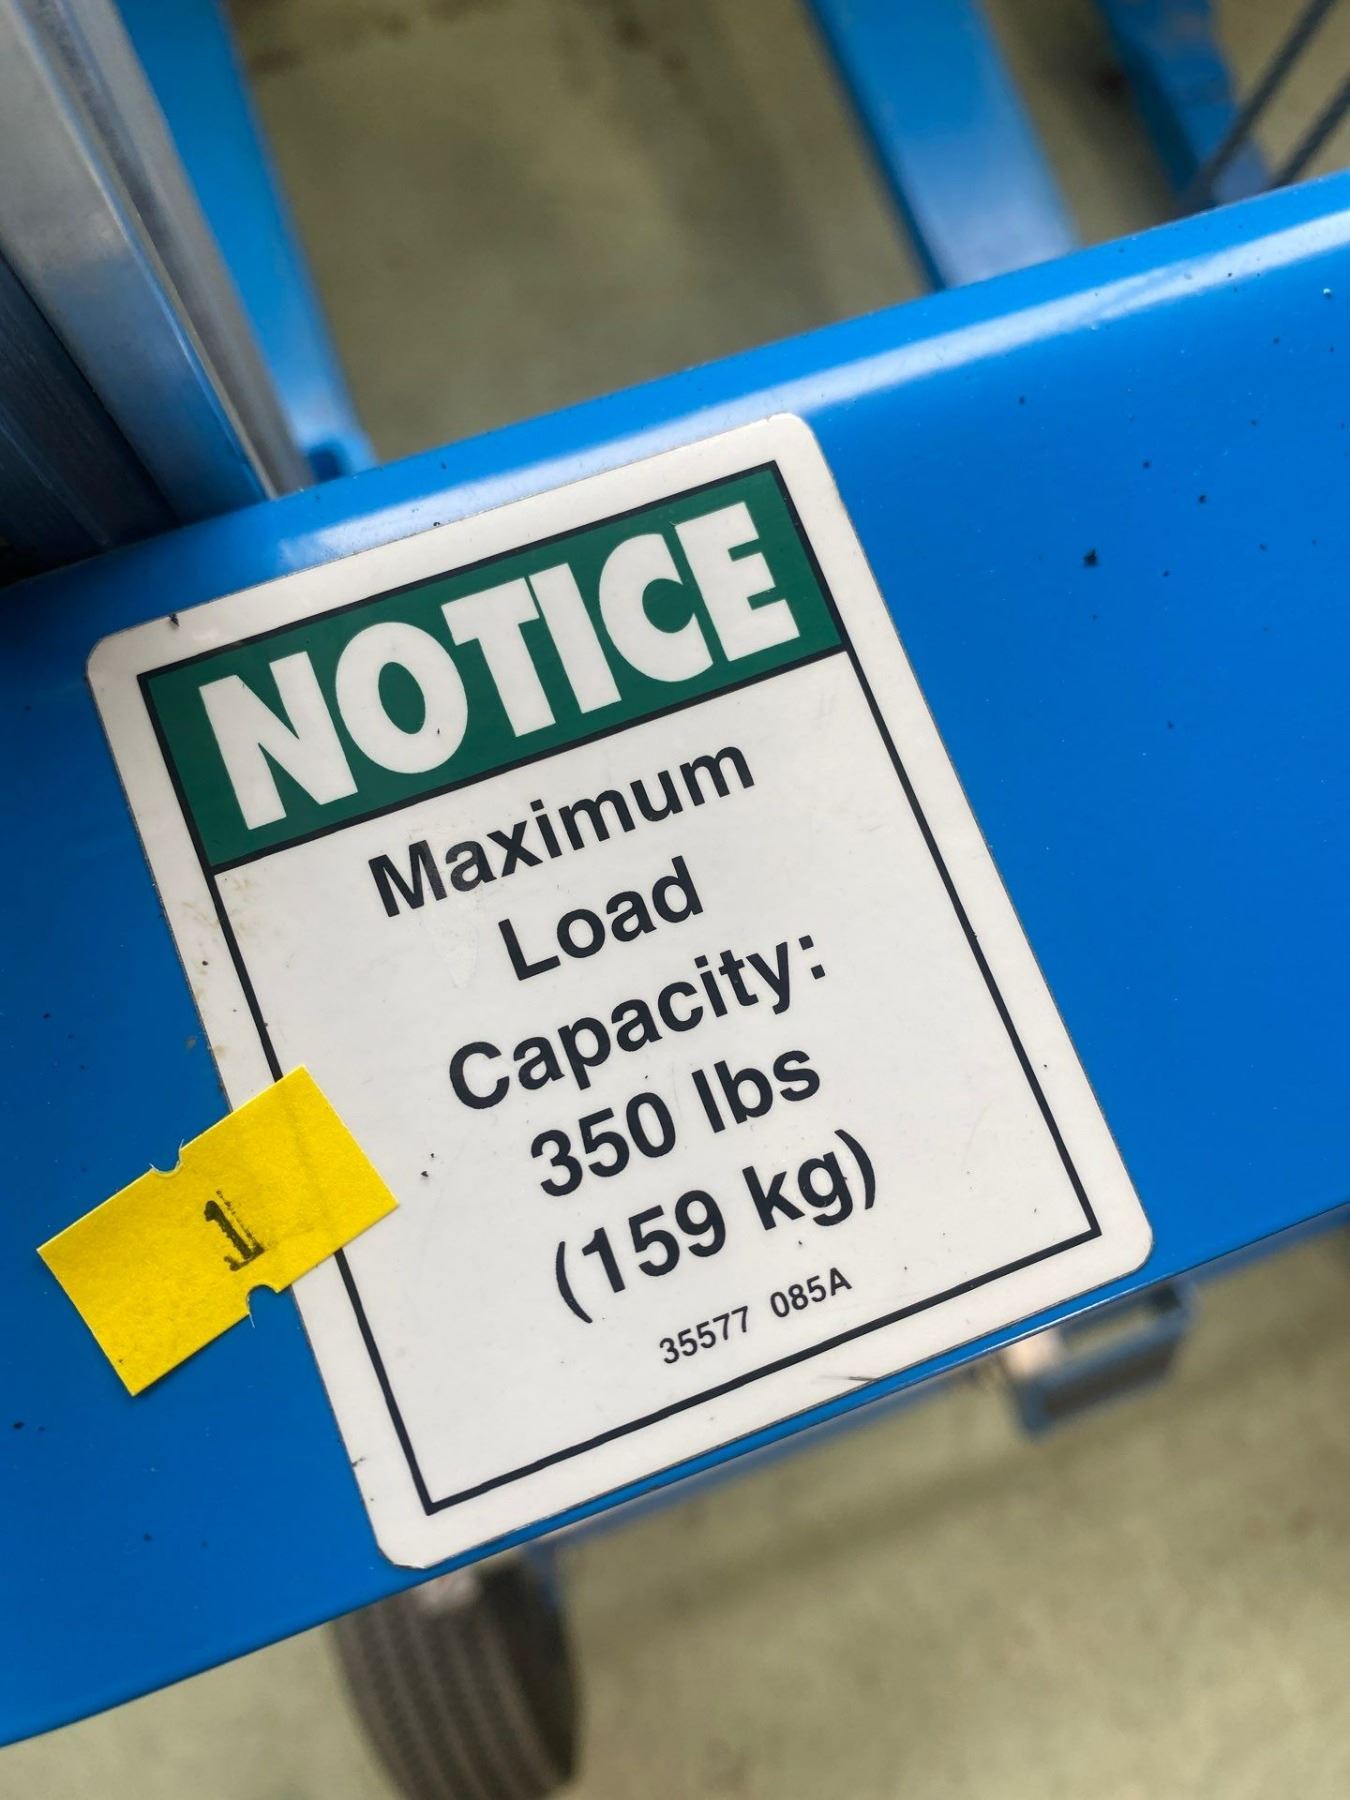 NOTICE
Maximum
Load
Capacity:
350 lbs
(159 kg)
35577 085A
1